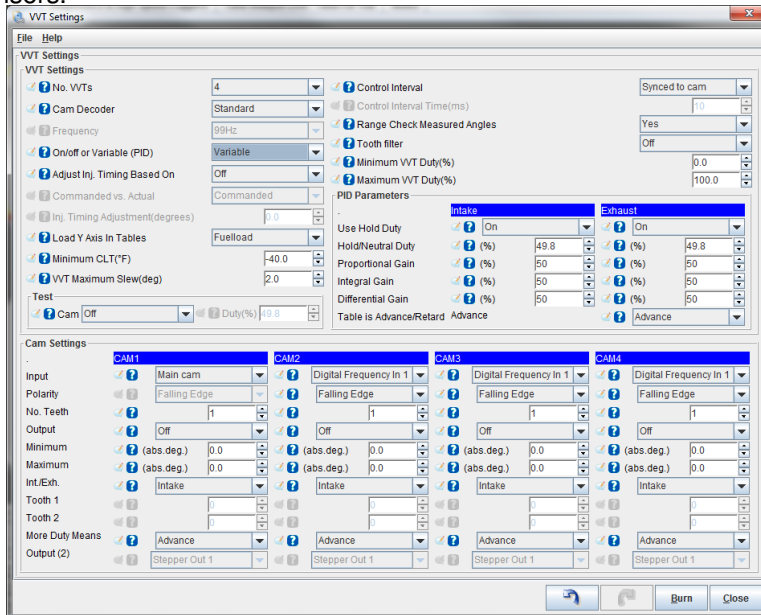 VVT Settings
File Help
VVT Settings
VVT Settings
No. VVTs 4
Cam Decoder Standard
Frequency 99Hz
On/off or Variable (PID) Variable
Adjust Inj. Timing Based On Off
Commanded vs. Actual Commanded
Inj. Timing Adjustment(degrees) 0.0
Load Y Axis In Tables Fuelload
Minimum CLT(°F) -40.0
VVT Maximum Slew(deg) 2.0
Test
Cam Off Duty(%) 49.8
Control Interval Synced to cam
Control Interval Time(ms) 10
Range Check Measured Angles Yes
Tooth filter Off
Minimum VVT Duty(%) 0.0
Maximum VVT Duty(%) 100.0
PID Parameters
. Intake Exhaust
Use Hold Duty On On
Hold/Neutral Duty (%) 49.8 (%) 49.8
Proportional Gain (%) 50 (%) 50
Integral Gain (%) 50 (%) 50
Differential Gain (%) 50 (%) 50
Table is Advance/Retard Advance Advance
Cam Settings
. CAM1 CAM2 CAM3 CAM4
Input Main cam Digital Frequency In 1 Digital Frequency In 1 Digital Frequency In 1
Polarity Falling Edge Falling Edge Falling Edge Falling Edge
No. Teeth 1 1 1 1
Output Off Off Off Off
Minimum (abs.deg.) 0.0 (abs.deg.) 0.0 (abs.deg.) 0.0 (abs.deg.) 0.0
Maximum (abs.deg.) 0.0 (abs.deg.) 0.0 (abs.deg.) 0.0 (abs.deg.) 0.0
Int./Exh. Intake Intake Intake Intake
Tooth 1 0 0 0 0
Tooth 2 0 0 0 0
More Duty Means Advance Advance Advance Advance
Output (2) Stepper Out 1 Stepper Out 1 Stepper Out 1 Stepper Out 1
Burn Close